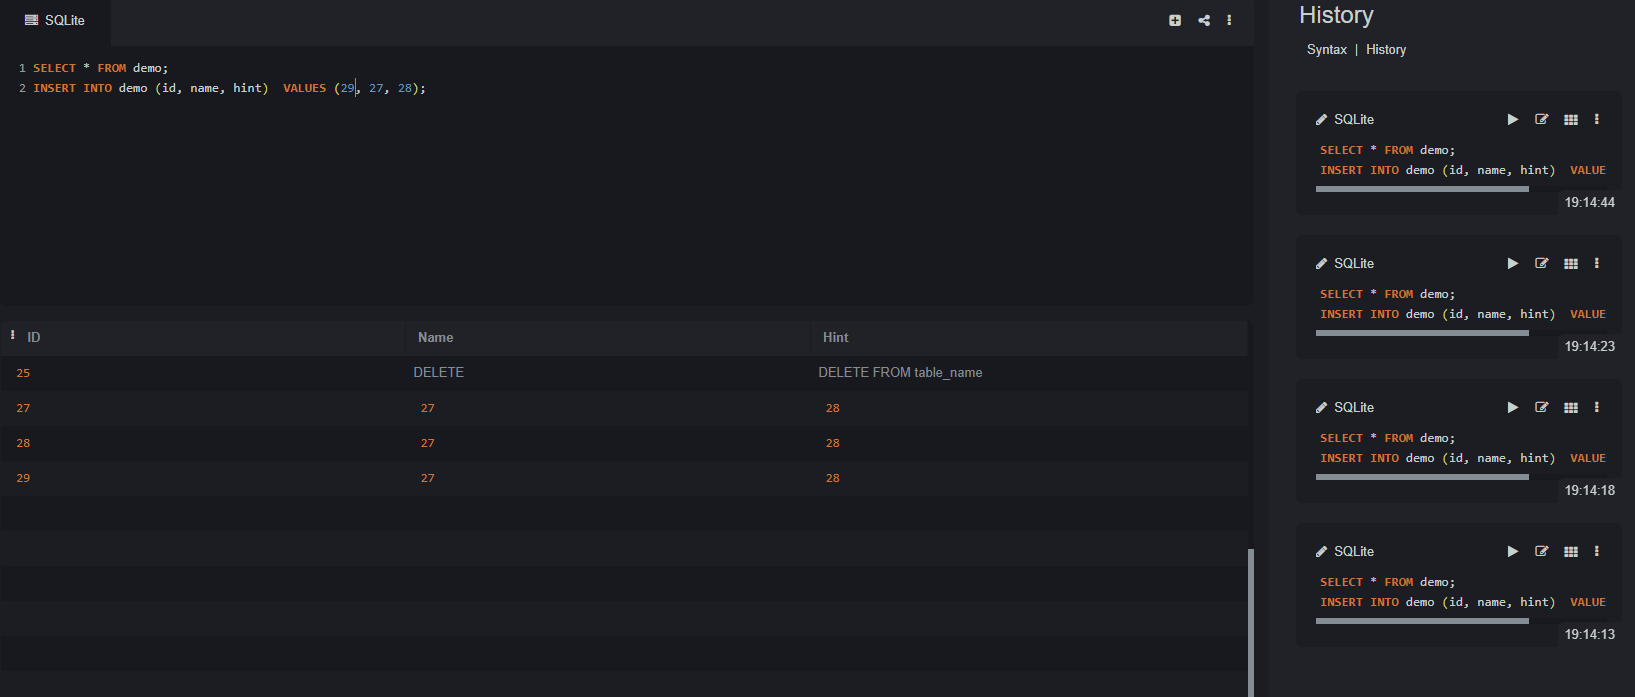 SQLite
1 SELECT * FROM demo;
2 INSERT INTO demo (id, name, hint)  VALUES (29, 27, 28);
ID Name Hint
25 DELETE DELETE FROM table_name
27 27 28
28 27 28
29 27 28
History
Syntax | History
SQLite
SELECT * FROM demo;
INSERT INTO demo (id, name, hint)  VALUE
19:14:44
SQLite
SELECT * FROM demo;
INSERT INTO demo (id, name, hint)  VALUE
19:14:23
SQLite
SELECT * FROM demo;
INSERT INTO demo (id, name, hint)  VALUE
19:14:18
SQLite
SELECT * FROM demo;
INSERT INTO demo (id, name, hint)  VALUE
19:14:13